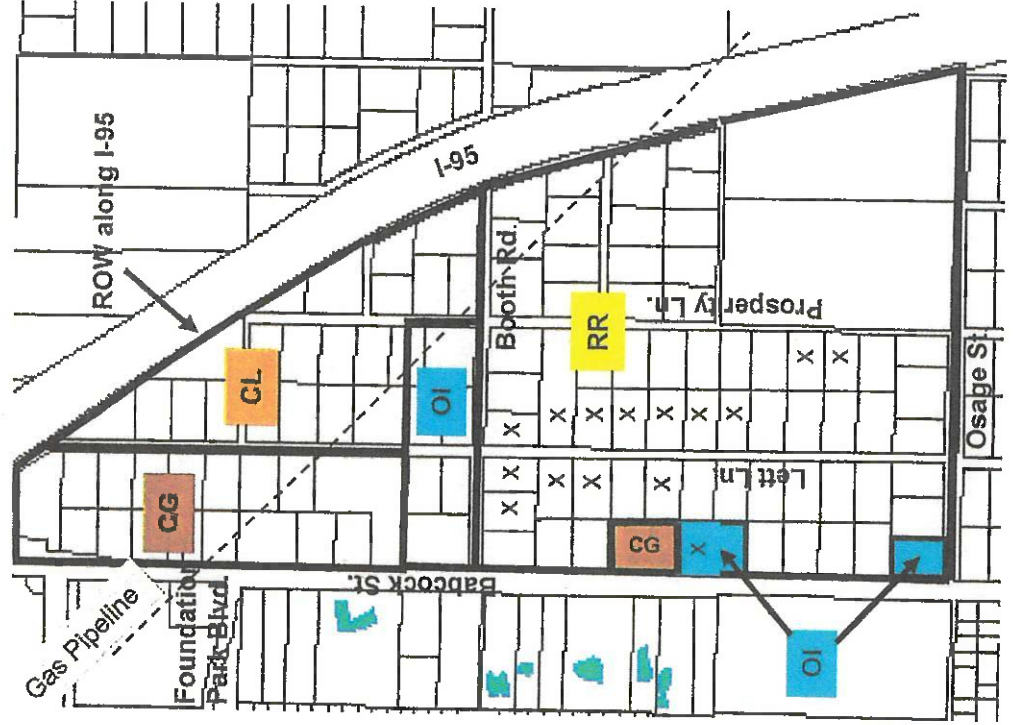 ROW along I-95
I-95
GL
CG
OI
Booth Rd.
RR
Prosperity Ln.
X
X
X
X
X
X
X
X
X
X
X
X
X
X
Lett Ln
CG
X
OI
Osage St
Babcock St.
Gas Pipeline
Foundation
Park Blvd.